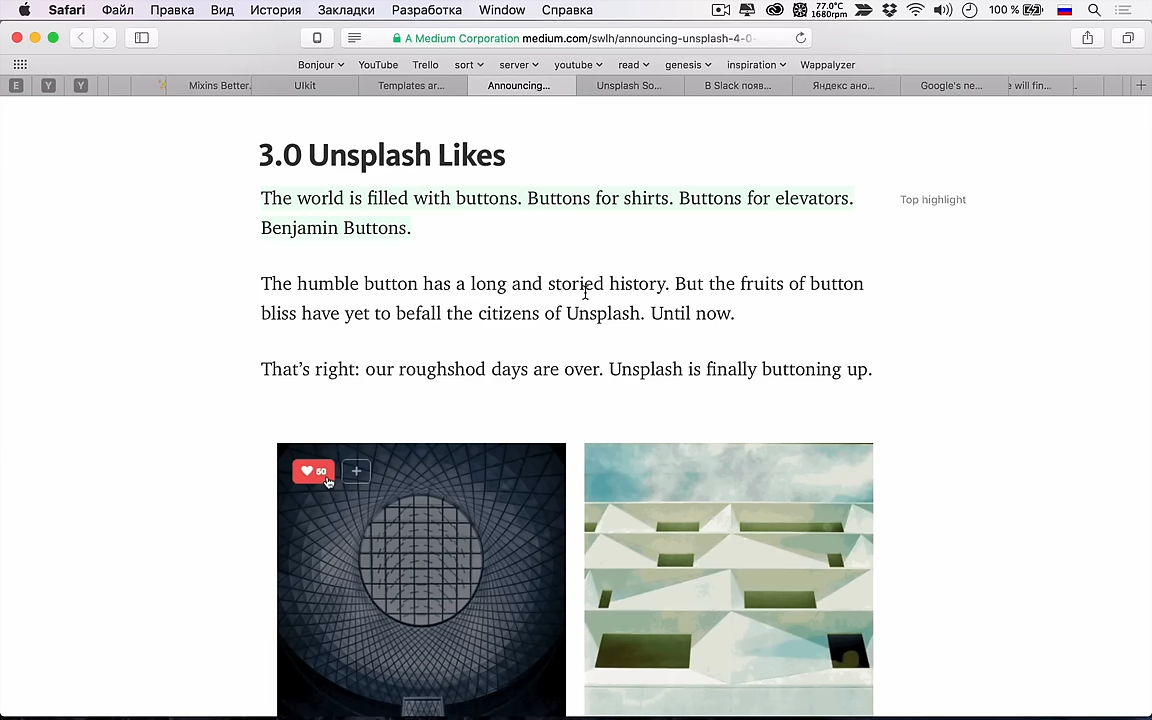 Safari Файл Правка Вид История Закладки Разработка Window Справка 77.0°C 1680rpm 100 %
A Medium Corporation medium.com/swlh/announcing-unsplash-4-0-
Bonjour YouTube Trello sort server youtube read genesis inspiration Wappalyzer
E Y Y Mixins Better. UIkit Templates ar... Announcing... Unsplash So... В Slack появ... Яндекс ано... Google's ne... e will fin...
3.0 Unsplash Likes
The world is filled with buttons. Buttons for shirts. Buttons for elevators.
Top highlight
Benjamin Buttons.
The humble button has a long and storied history. But the fruits of button
bliss have yet to befall the citizens of Unsplash. Until now.
That's right: our roughshod days are over. Unsplash is finally buttoning up.
50